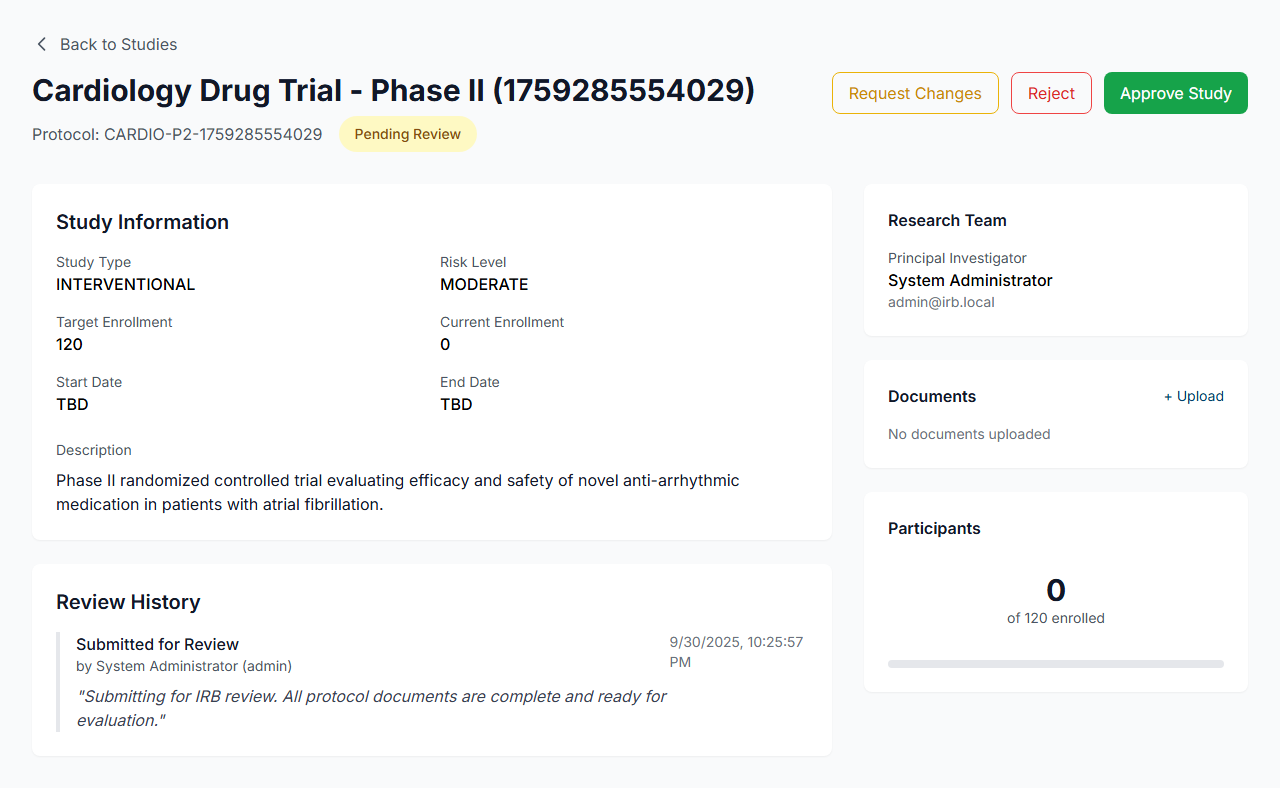 Back to Studies
Cardiology Drug Trial - Phase II (1759285554029)
Request Changes
Reject
Approve Study
Protocol: CARDIO-P2-1759285554029
Pending Review
Study Information
Study Type
INTERVENTIONAL
Risk Level
MODERATE
Target Enrollment
120
Current Enrollment
0
Start Date
TBD
End Date
TBD
Description
Phase II randomized controlled trial evaluating efficacy and safety of novel anti-arrhythmic
medication in patients with atrial fibrillation.
Review History
Submitted for Review
by System Administrator (admin)
9/30/2025, 10:25:57
PM
"Submitting for IRB review. All protocol documents are complete and ready for
evaluation."
Research Team
Principal Investigator
System Administrator
admin@irb.local
Documents
+ Upload
No documents uploaded
Participants
0
of 120 enrolled